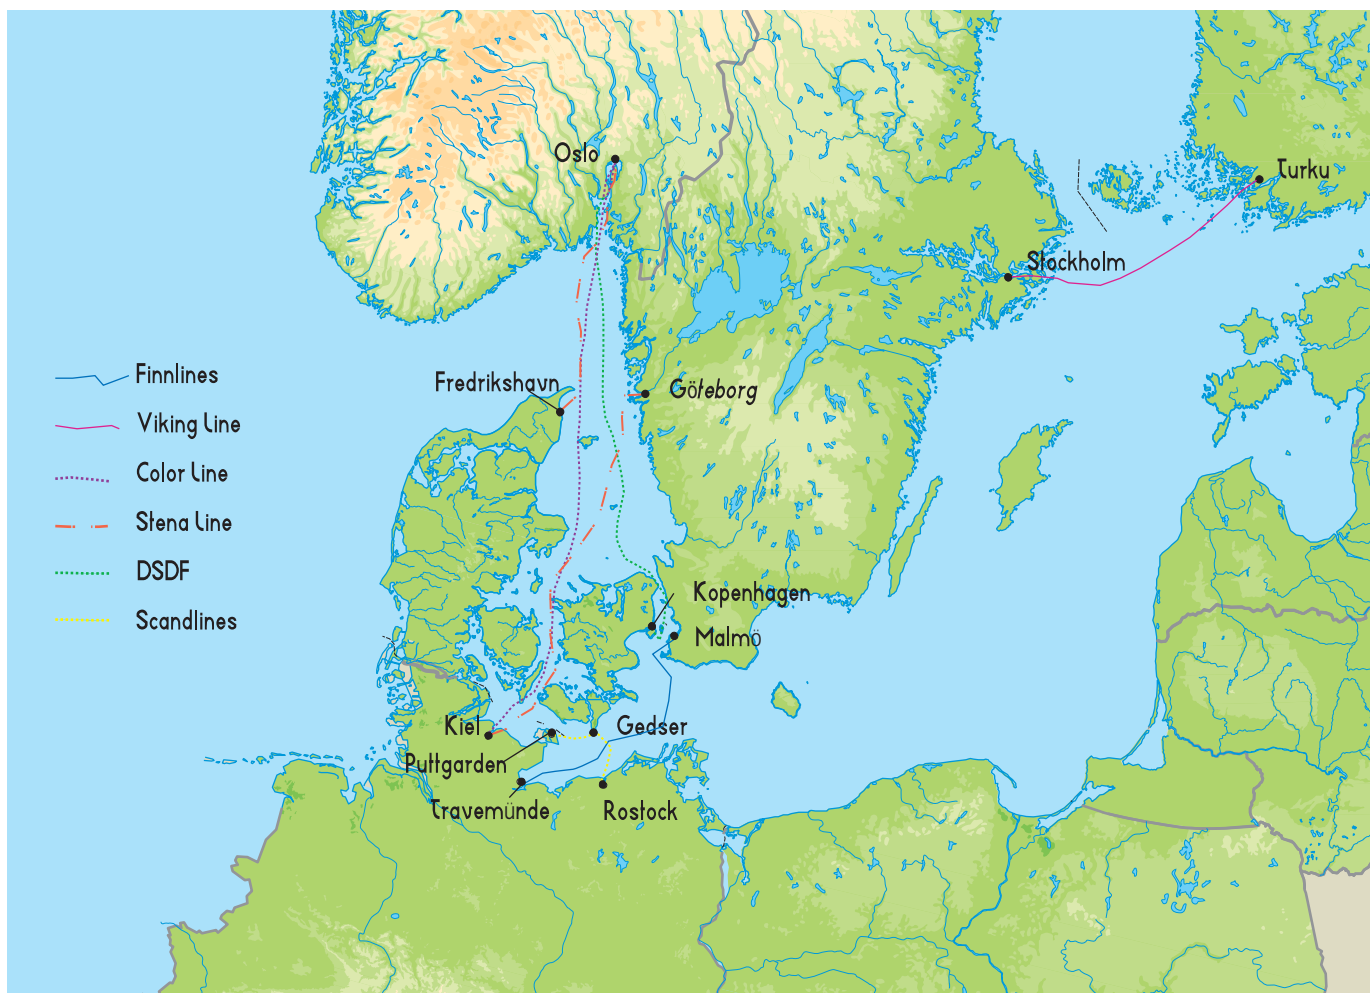 Oslo
Turku
Stockholm
Finnlines
Fredrikshavn
Göteborg
Viking Line
Color Line
Stena Line
DSDF
Kopenhagen
Scandlines
Malmö
Kiel
Gedser
Puttgarden
Travemünde
Rostock